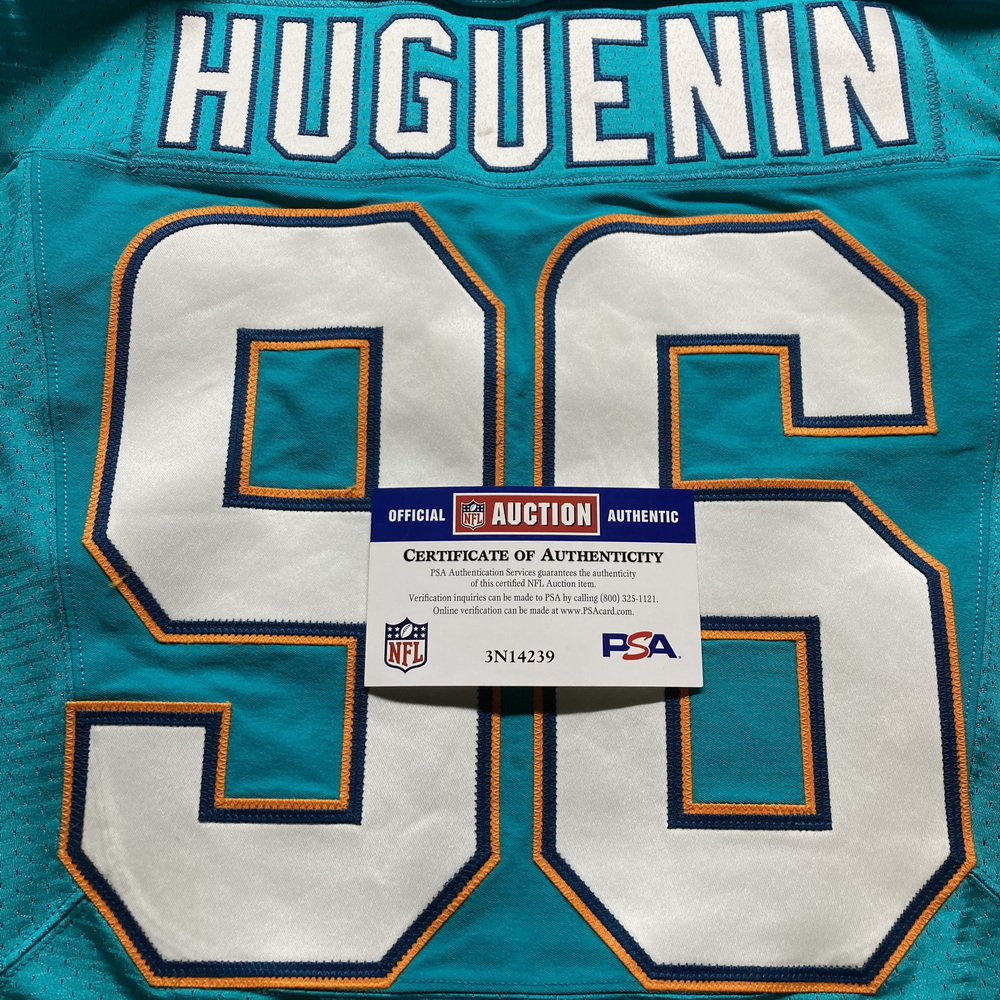 HUGUENIN
96
OFFICIAL NFL AUCTION AUTHENTIC
CERTIFICATE OF AUTHENTICITY
PSA Authentication Services guarantees the authenticity
of this certified NFL Auction item.
Verification inquiries can be made to PSA by calling (800) 325-1121.
Online verification can be made at www.PSAcard.com.
NFL 3N14239 PSA.